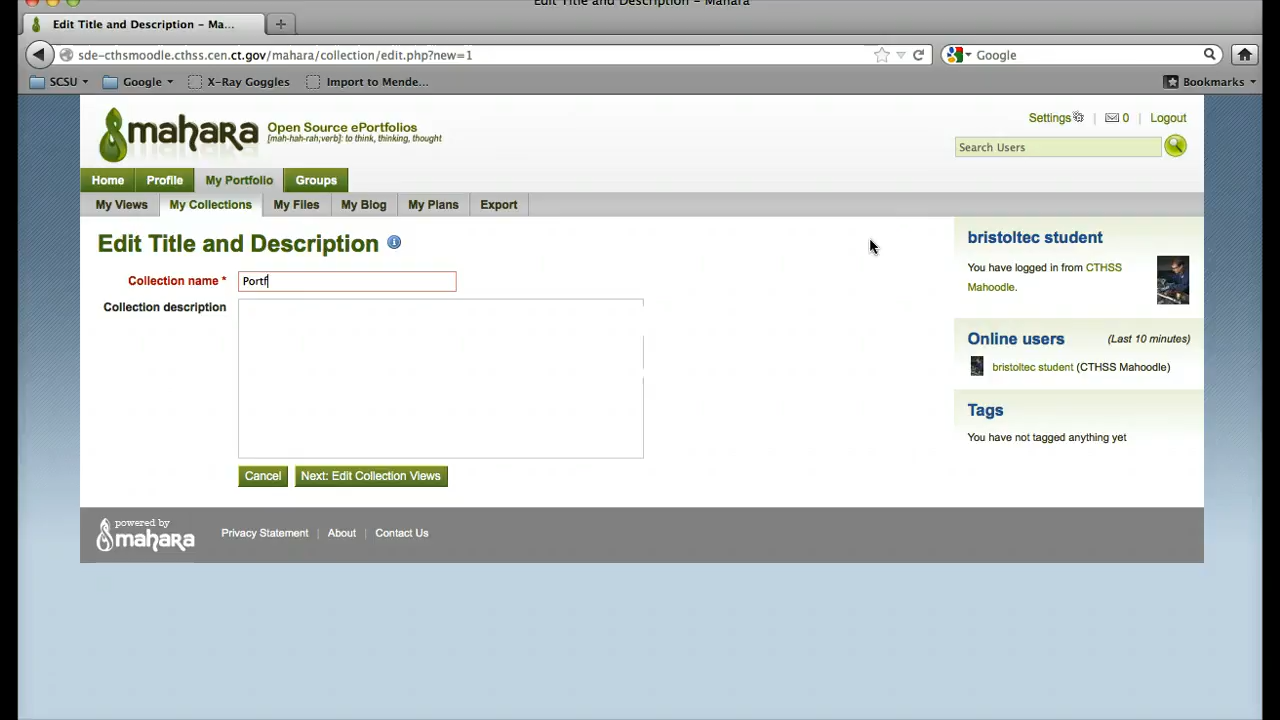 Edit Title and Description – Mahara
Edit Title and Description – Ma...
sde-cthsmoodle.cthss.cen.ct.gov/mahara/collection/edit.php?new=1
Google
SCSU
Google
X-Ray Goggles
Import to Mende...
Bookmarks
mahara
Open Source ePortfolios
[mah-hah-rah;verb]: to think, thinking, thought
Settings | 0 | Logout
Search Users
Home
Profile
My Portfolio
Groups
My Views
My Collections
My Files
My Blog
My Plans
Export
Edit Title and Description
Collection name * Portf
Collection description
Cancel
Next: Edit Collection Views
bristoltec student
You have logged in from CTHSS
Mahoodle.
Online users (Last 10 minutes)
bristoltec student (CTHSS Mahoodle)
Tags
You have not tagged anything yet
powered by
mahara
Privacy Statement | About | Contact Us